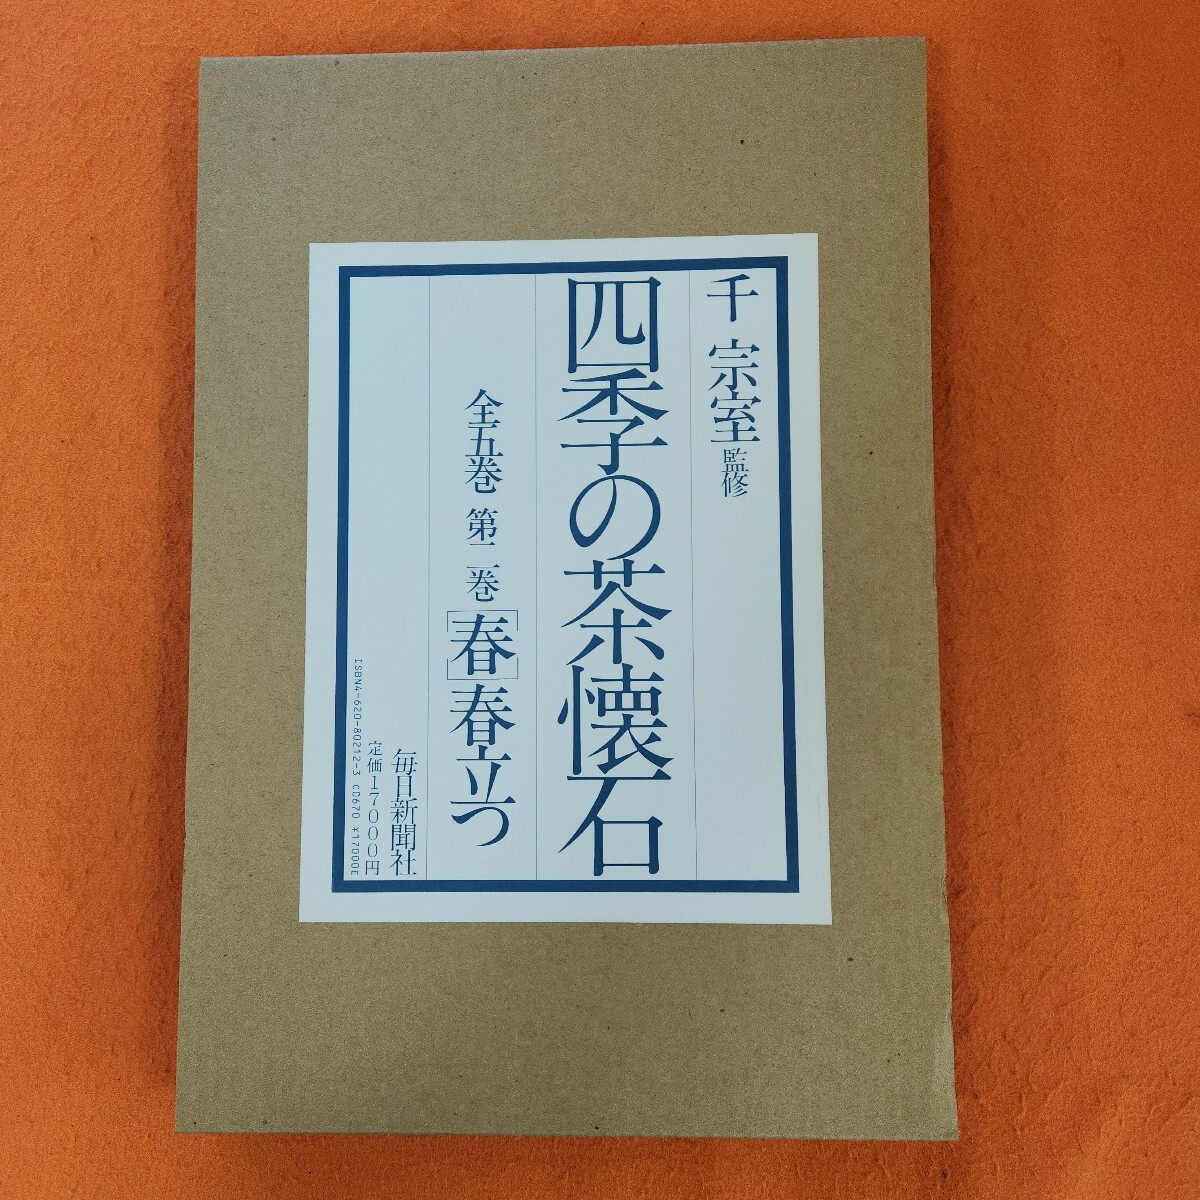 千 宗室 監修
四季の茶懐石
全五巻 第二巻 [春] 春立つ
毎日新聞社
定価17000円
ISBN4-620-80212-3 CD670 ¥17000E